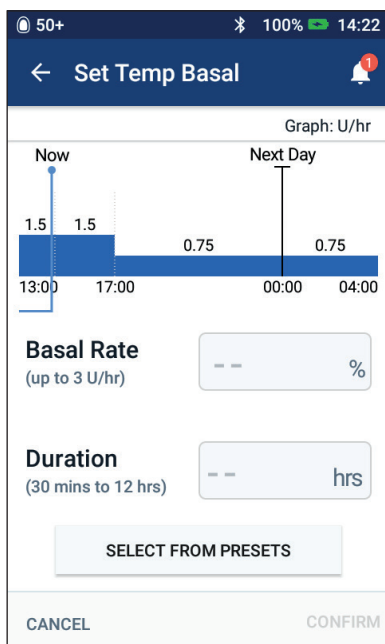 50+ 100% 14:22
Set Temp Basal 1
Graph: U/hr
Now Next Day
1.5 1.5 0.75 0.75
13:00 17:00 00:00 04:00
Basal Rate
(up to 3 U/hr)
-- %
Duration
(30 mins to 12 hrs)
-- hrs
SELECT FROM PRESETS
CANCEL CONFIRM